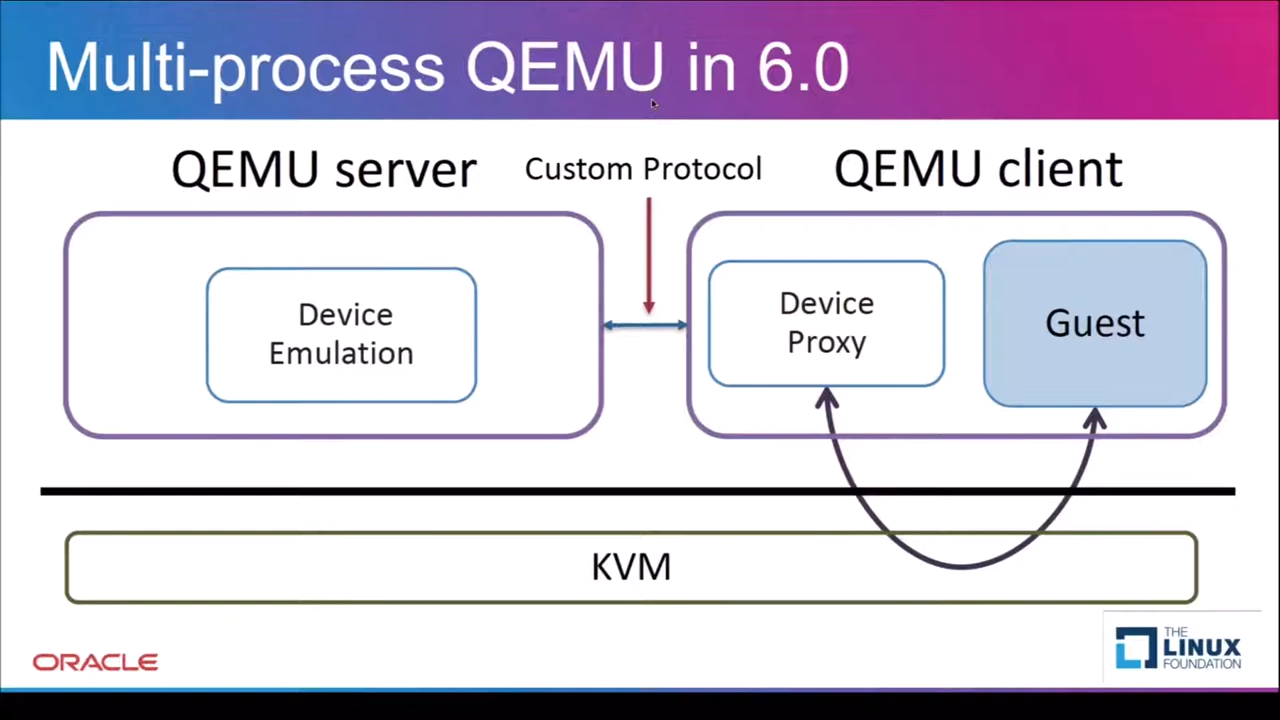 Multi-process QEMU in 6.0
QEMU server
Custom Protocol
QEMU client
Device
Emulation
Device
Proxy
Guest
KVM
ORACLE
THE
LINUX
FOUNDATION